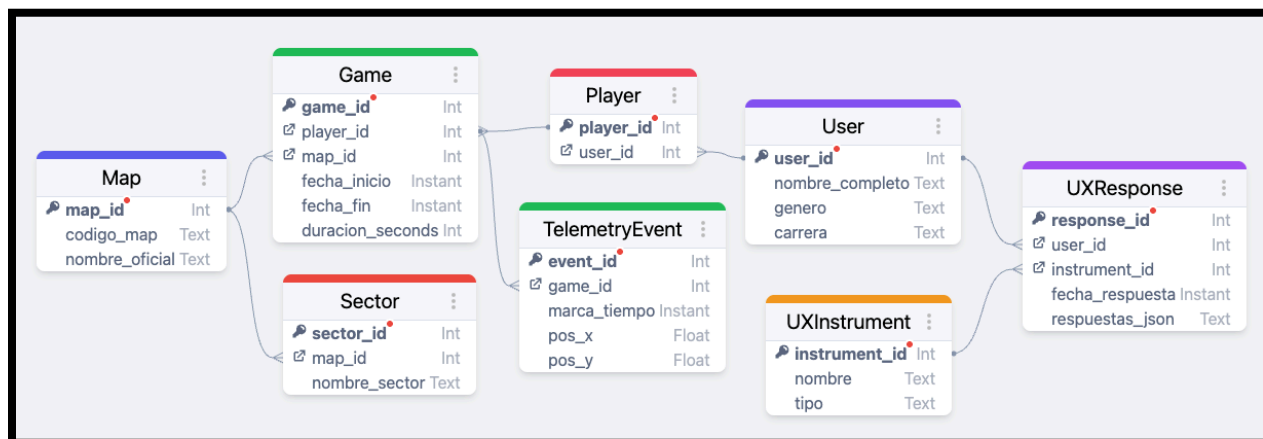 Map
map_id Int
codigo_map Text
nombre_oficial Text
Game
game_id Int
player_id Int
map_id Int
fecha_inicio Instant
fecha_fin Instant
duracion_seconds Int
Sector
sector_id Int
map_id Int
nombre_sector Text
Player
player_id Int
user_id Int
TelemetryEvent
event_id Int
game_id Int
marca_tiempo Instant
pos_x Float
pos_y Float
User
user_id Int
nombre_completo Text
genero Text
carrera Text
UXInstrument
instrument_id Int
nombre Text
tipo Text
UXResponse
response_id Int
user_id Int
instrument_id Int
fecha_respuesta Instant
respuestas_json Text